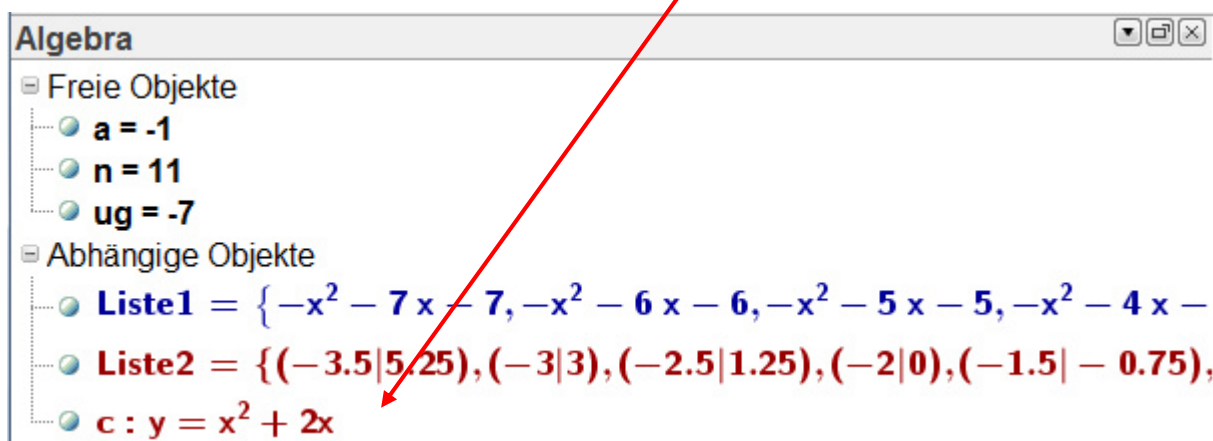 Algebra
Freie Objekte
a = -1
n = 11
ug = -7
Abhängige Objekte
Liste1 = {−x² − 7 x − 7, −x² − 6 x − 6, −x² − 5 x − 5, −x² − 4 x −
Liste2 = {(−3.5|5.25), (−3|3), (−2.5|1.25), (−2|0), (−1.5| − 0.75),
c : y = x² + 2x